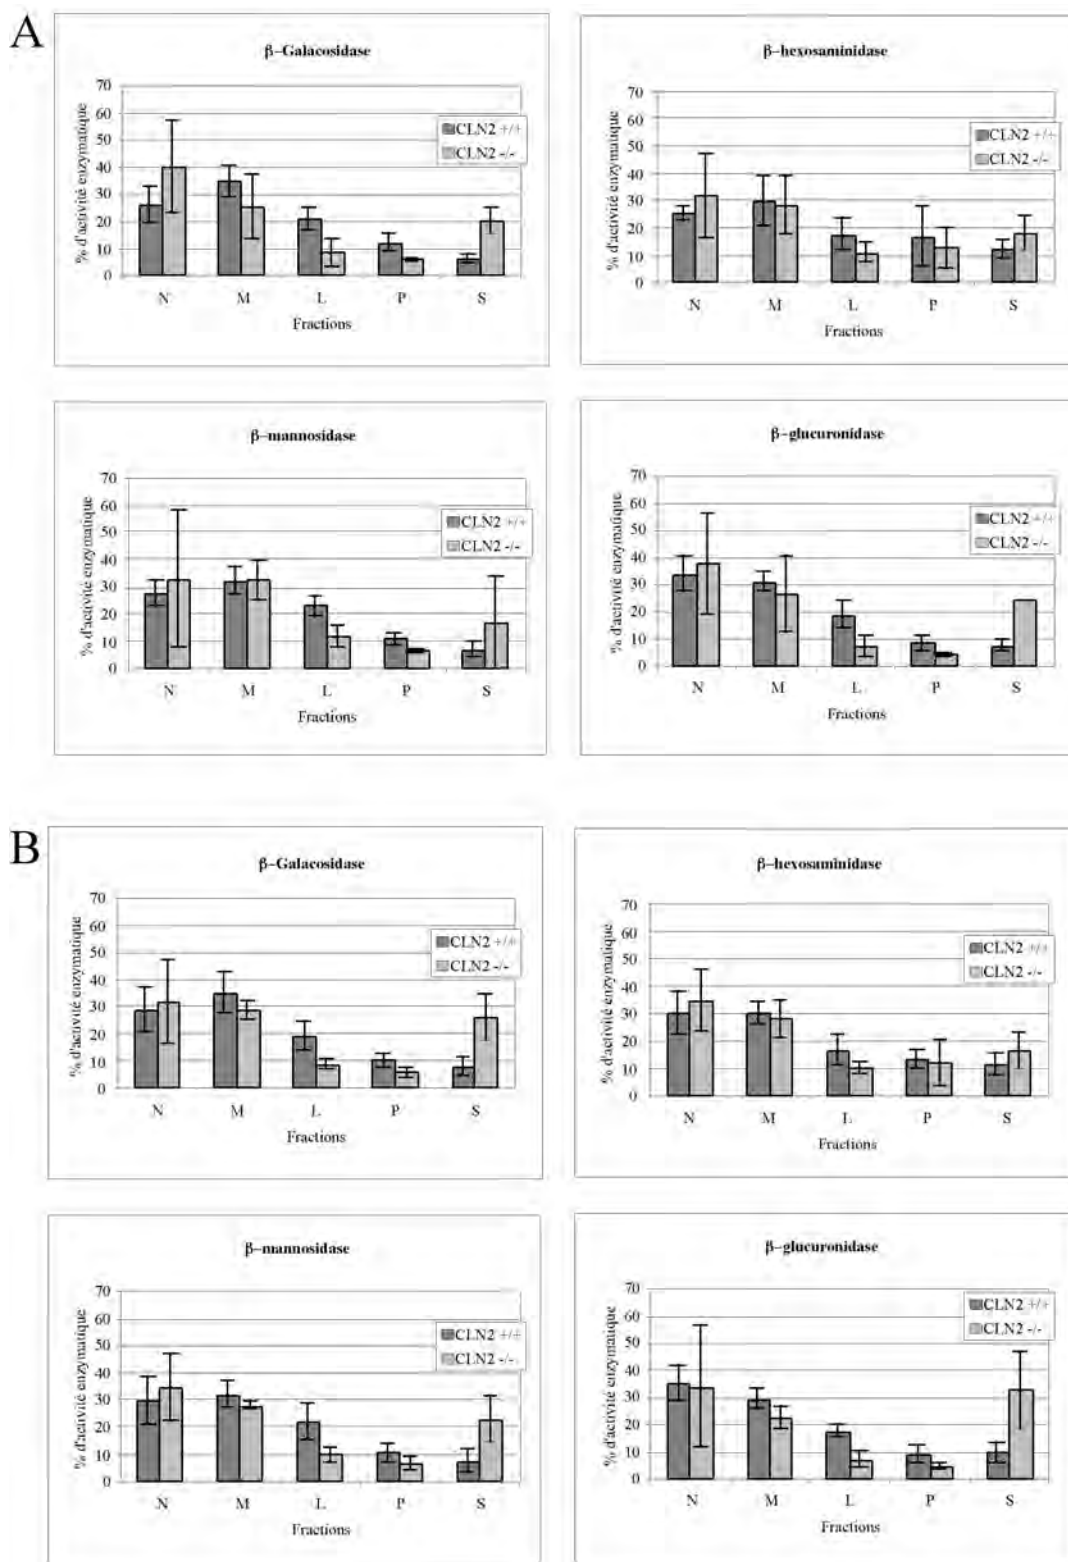 A
β-Galacosidase
% d'activité enzymatique
70
60
50
40
30
20
10
0
CLN2 +/+
CLN2 -/-
N M L P S
Fractions
β-hexosaminidase
% d'activité enzymatique
70
60
50
40
30
20
10
0
CLN2 +/+
CLN2 -/-
N M L P S
Fractions
β-mannosidase
% d'activité enzymatique
70
60
50
40
30
20
10
0
CLN2 +/+
CLN2 -/-
N M L P S
Fractions
β-glucuronidase
% d'activité enzymatique
70
60
50
40
30
20
10
0
CLN2 +/+
CLN2 -/-
N M L P S
Fractions
B
β-Galacosidase
% d'activité enzymatique
70
60
50
40
30
20
10
0
CLN2 +/+
CLN2 -/-
N M L P S
Fractions
β-hexosaminidase
% d'activité enzymatique
70
60
50
40
30
20
10
0
CLN2 +/+
CLN2 -/-
N M L P S
Fractions
β-mannosidase
% d'activité enzymatique
70
60
50
40
30
20
10
0
CLN2 +/+
CLN2 -/-
N M L P S
Fractions
β-glucuronidase
% d'activité enzymatique
70
60
50
40
30
20
10
0
CLN2 +/+
CLN2 -/-
N M L P S
Fractions